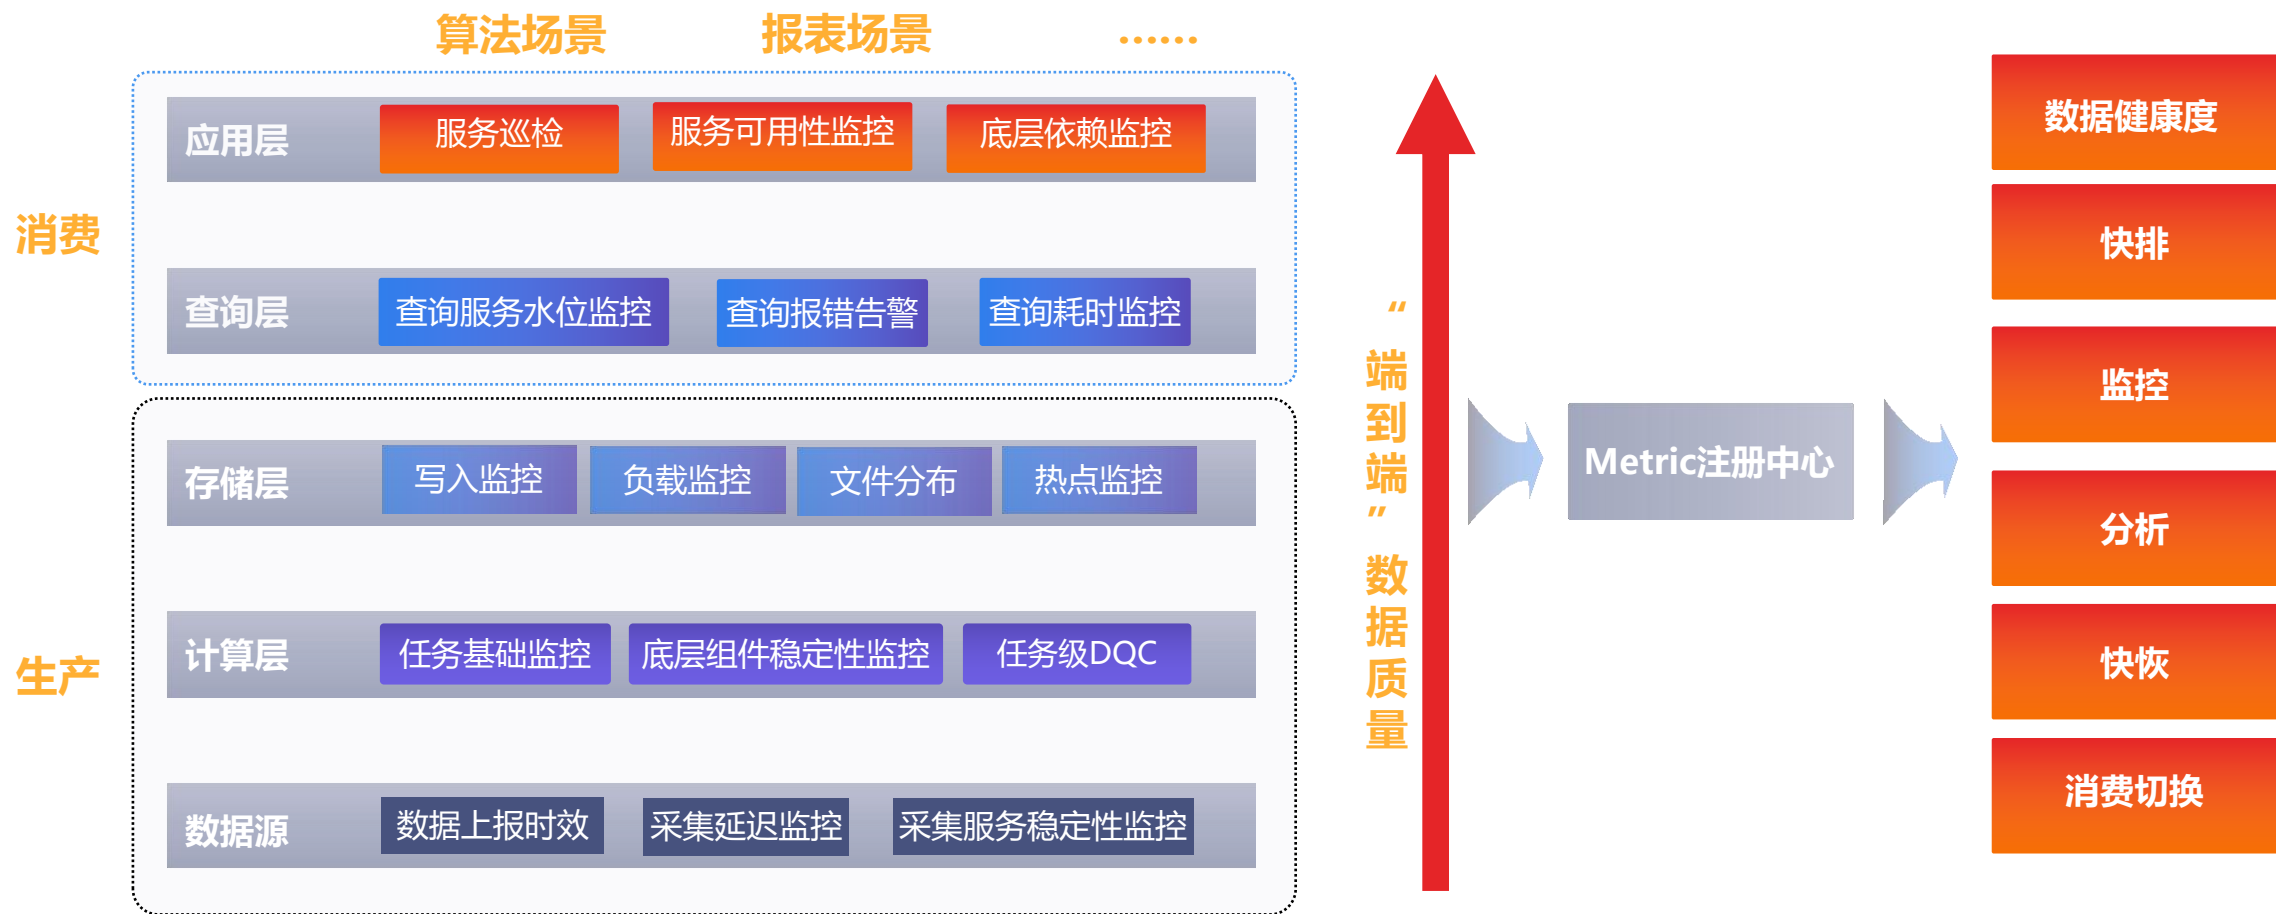 算法场景 报表场景 ······
消费
应用层 服务巡检 服务可用性监控 底层依赖监控
查询层 查询服务水位监控 查询报错告警 查询耗时监控
生产
存储层 写入监控 负载监控 文件分布 热点监控
计算层 任务基础监控 底层组件稳定性监控 任务级DQC
数据源 数据上报时效 采集延迟监控 采集服务稳定性监控
“端到端”数据质量
Metric注册中心
数据健康度
快排
监控
分析
快恢
消费切换